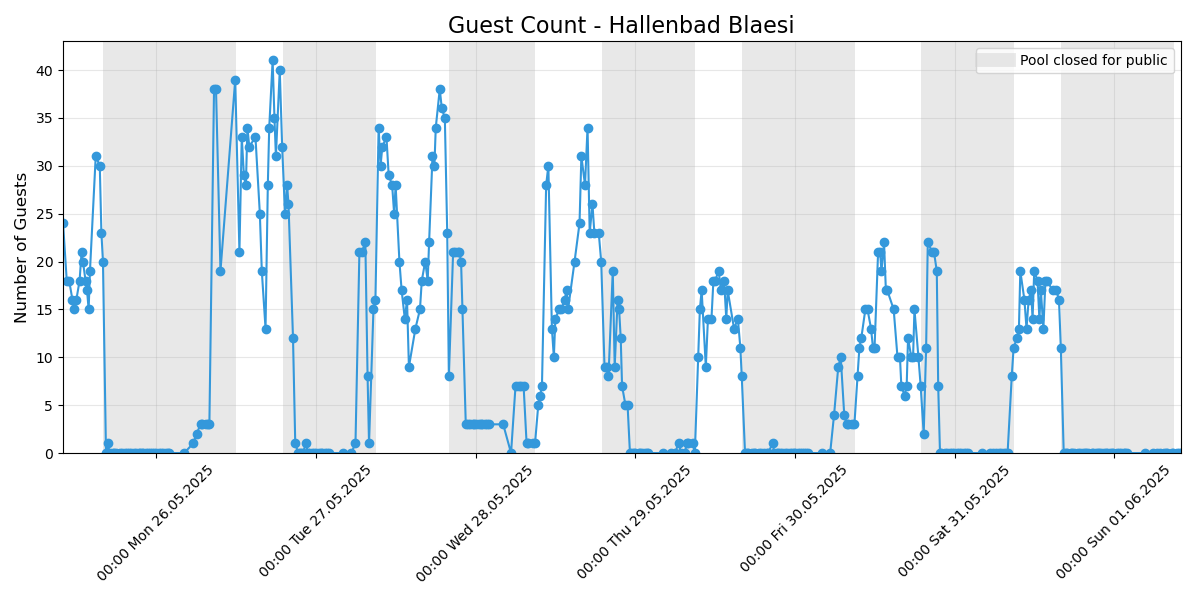 Guest Count - Hallenbad Blaesi
Pool closed for public
Number of Guests
40
35
30
25
20
15
10
5
0
00:00 Mon 26.05.2025
00:00 Tue 27.05.2025
00:00 Wed 28.05.2025
00:00 Thu 29.05.2025
00:00 Fri 30.05.2025
00:00 Sat 31.05.2025
00:00 Sun 01.06.2025